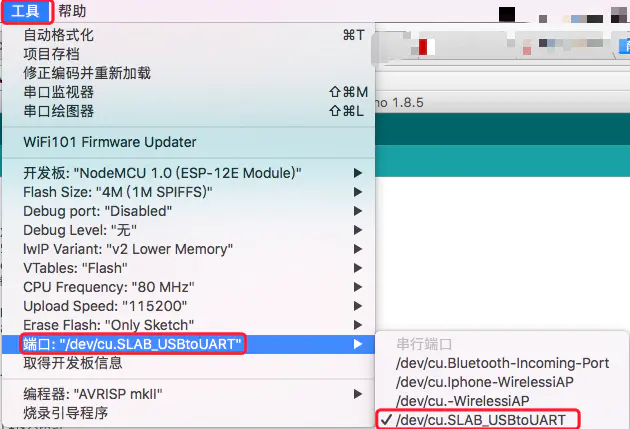 工具 帮助
自动格式化 ⌘T
项目存档
修正编码并重新加载
串口监视器 ⇧⌘M
串口绘图器 ⇧⌘L
no 1.8.5
WiFi101 Firmware Updater
开发板: "NodeMCU 1.0 (ESP-12E Module)"
Flash Size: "4M (1M SPIFFS)"
Debug port: "Disabled"
Debug Level: "无"
lwIP Variant: "v2 Lower Memory"
VTables: "Flash"
CPU Frequency: "80 MHz"
Upload Speed: "115200"
Erase Flash: "Only Sketch"
端口: "/dev/cu.SLAB_USBtoUART"
取得开发板信息
编程器: "AVRISP mkII"
烧录引导程序
串行端口
/dev/cu.Bluetooth-Incoming-Port
/dev/cu.Iphone-WirelessiAP
/dev/cu.-WirelessiAP
✓ /dev/cu.SLAB_USBtoUART